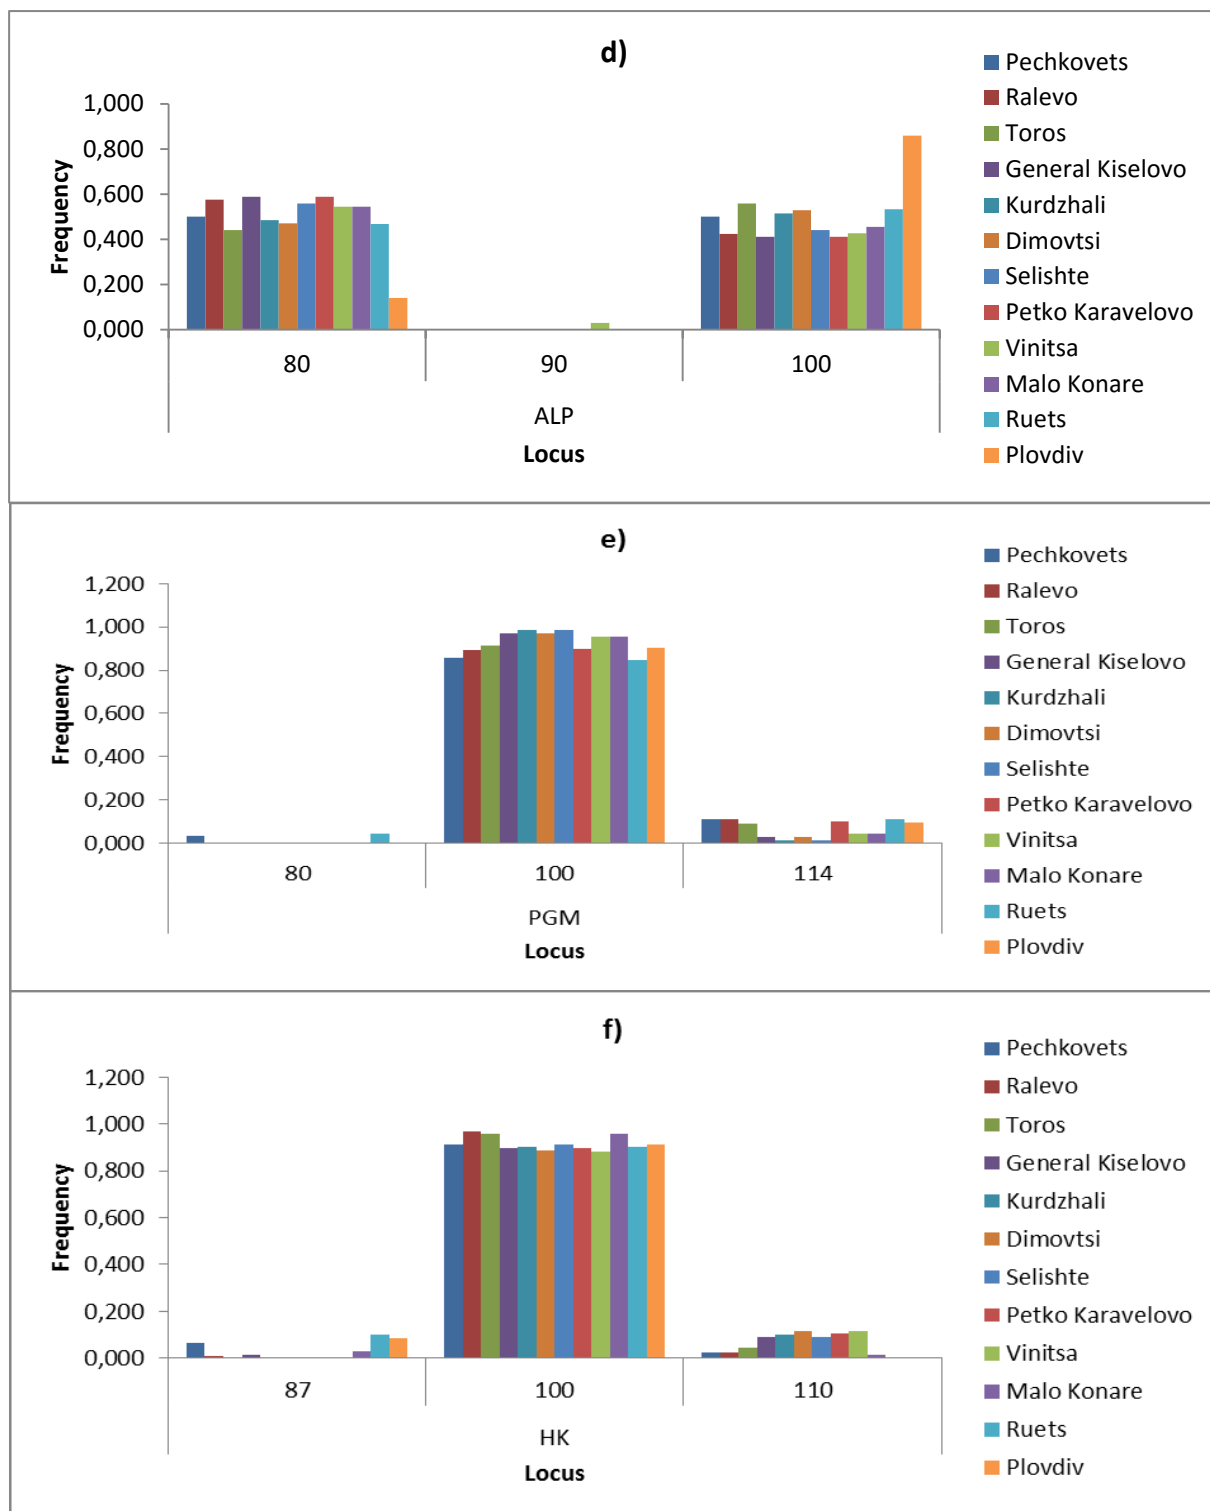 d)
1,000
0,800
0,600
0,400
0,200
0,000
Frequency
80 90 100
ALP
Locus
Pechkovets
Ralevo
Toros
General Kiselovo
Kurdzhali
Dimovtsi
Selishte
Petko Karavelovo
Vinitsa
Malo Konare
Ruets
Plovdiv
e)
1,200
1,000
0,800
0,600
0,400
0,200
0,000
Frequency
80 100 114
PGM
Locus
Pechkovets
Ralevo
Toros
General Kiselovo
Kurdzhali
Dimovtsi
Selishte
Petko Karavelovo
Vinitsa
Malo Konare
Ruets
Plovdiv
f)
1,200
1,000
0,800
0,600
0,400
0,200
0,000
Frequency
87 100 110
HK
Locus
Pechkovets
Ralevo
Toros
General Kiselovo
Kurdzhali
Dimovtsi
Selishte
Petko Karavelovo
Vinitsa
Malo Konare
Ruets
Plovdiv